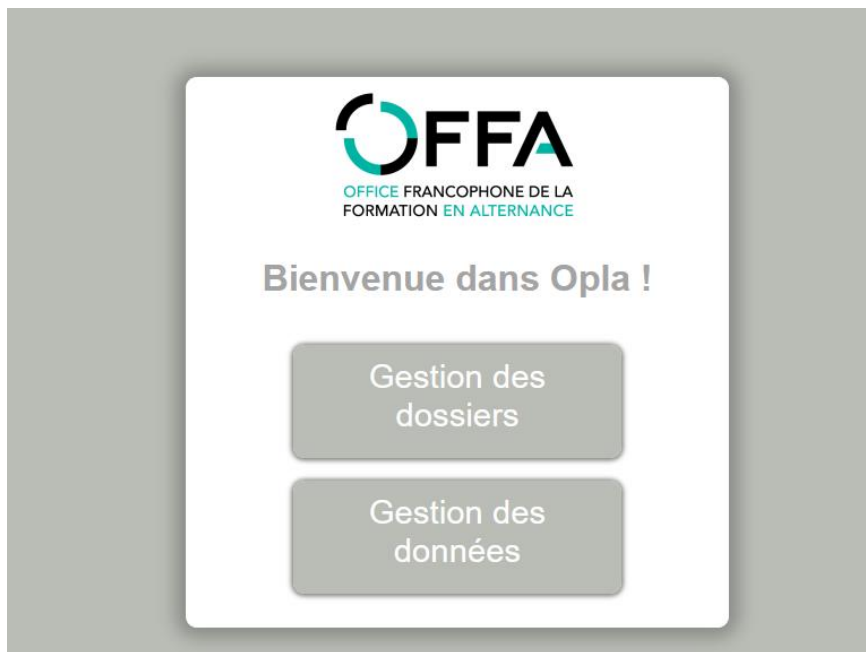 OFFA
OFFICE FRANCOPHONE DE LA
FORMATION EN ALTERNANCE
Bienvenue dans Opla !
Gestion des
dossiers
Gestion des
données